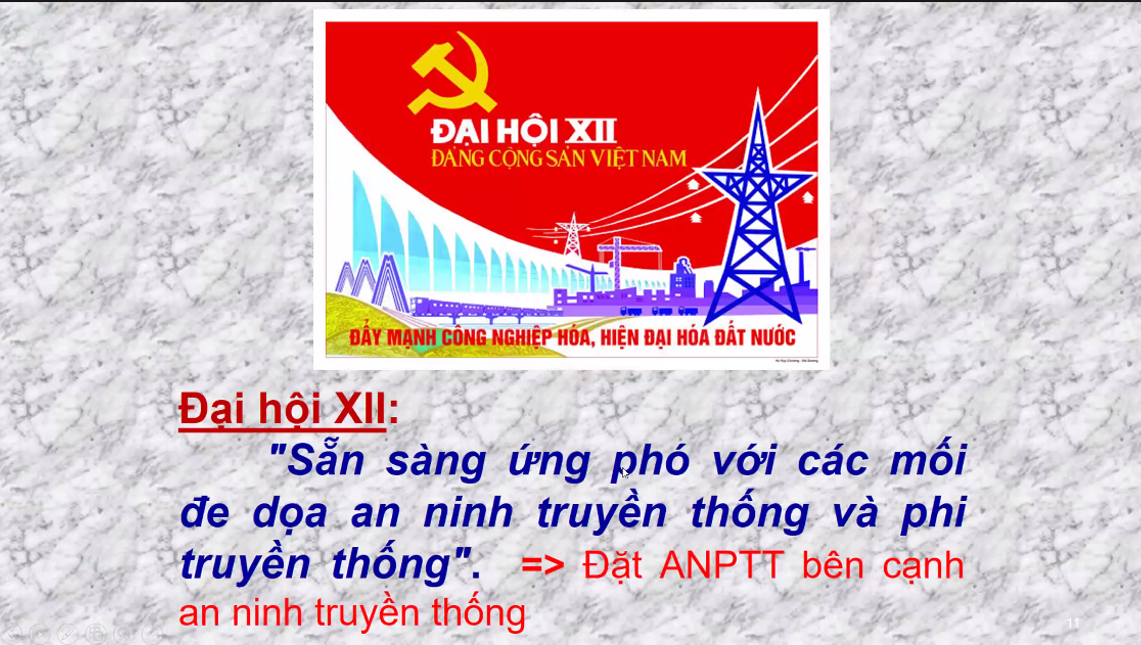 ĐẠI HỘI XII
ĐẢNG CỘNG SẢN VIỆT NAM
ĐẨY MẠNH CÔNG NGHIỆP HÓA, HIỆN ĐẠI HÓA ĐẤT NƯỚC
Đại hội XII:
"Sẵn sàng ứng phó với các mối
đe dọa an ninh truyền thống và phi
truyền thống". => Đặt ANPTT bên cạnh
an ninh truyền thống
11